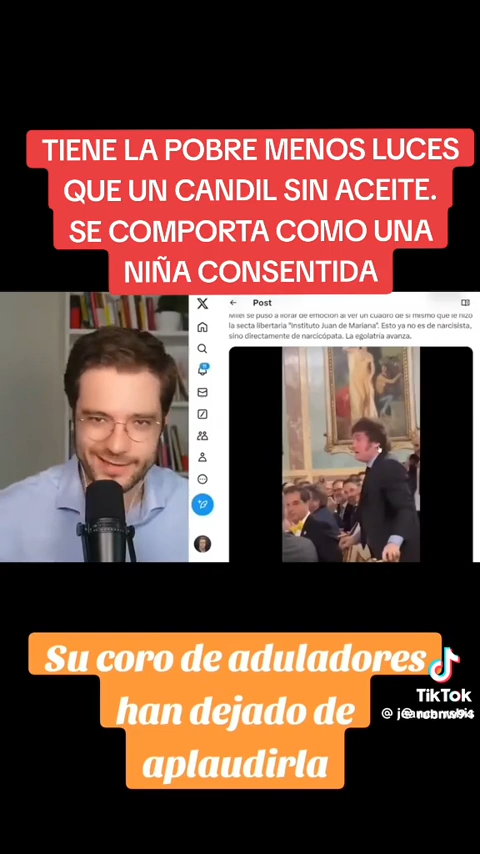 TIENE LA POBRE MENOS LUCES
QUE UN CANDIL SIN ACEITE.
SE COMPORTA COMO UNA
NIÑA CONSENTIDA
Post
Milei se puso a llorar de emoción al ver un cuadro de sí mismo que le hizo
la secta libertaria "Instituto Juan de Mariana". Esto ya no es de narcisista,
sino directamente de narcicópata. La egolatría avanza.
Su coro de aduladores
han dejado de
aplaudirla
TikTok